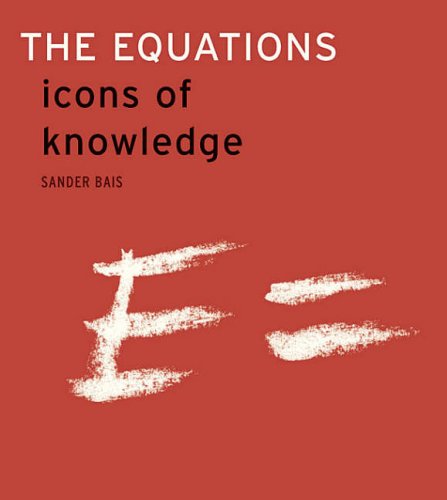 THE EQUATIONS
icons of
knowledge
SANDER BAIS
E =